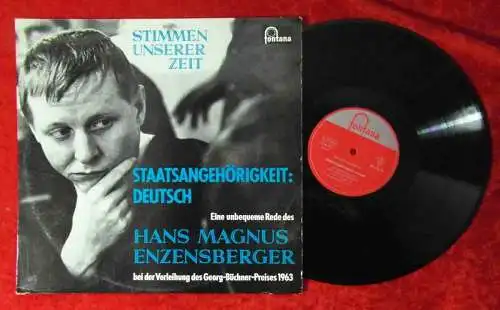 STIMMEN
UNSERER
ZEIT
fontana
STAATSANGEHÖRIGKEIT:
DEUTSCH
Eine unbequeme Rede des
HANS MAGNUS
ENZENSBERGER
bei der Verleihung des Georg-Büchner-Preises 1963
fontana